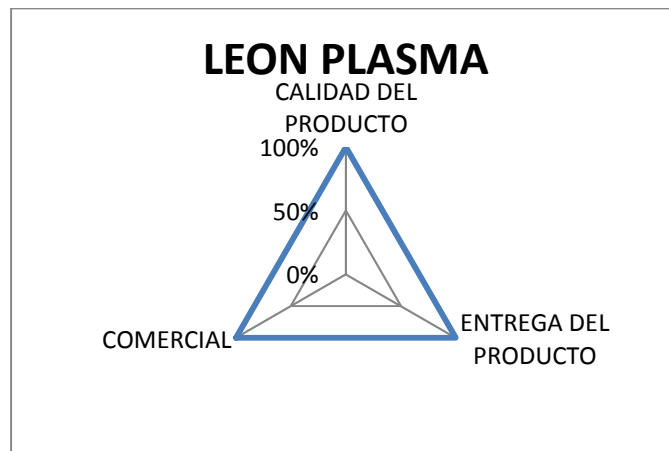 LEON PLASMA
CALIDAD DEL
PRODUCTO
100%
50%
0%
ENTREGA DEL
PRODUCTO
COMERCIAL